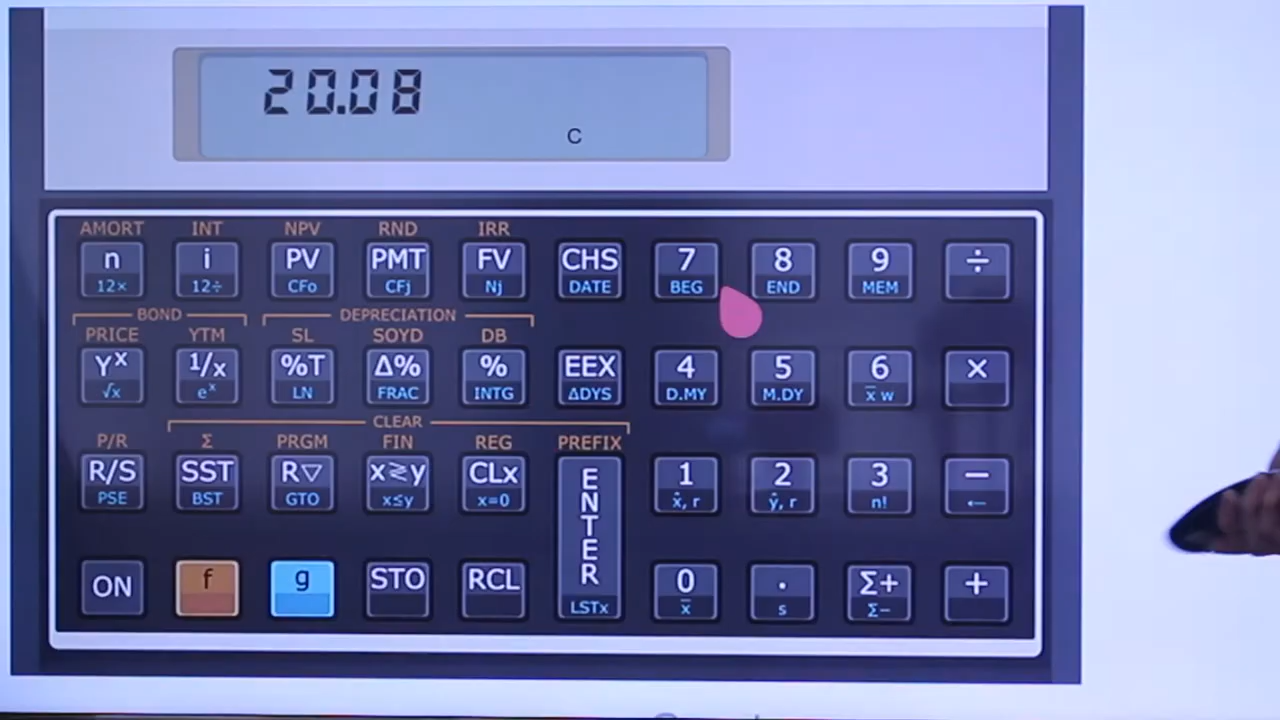 20.08
C
AMORT INT NPV RND IRR
n i PV PMT FV CHS 7 8 9 ÷
12× 12÷ CFo CFj Nj DATE BEG END MEM
BOND DEPRECIATION
PRICE YTM SL SOYD DB
Yˣ 1/x %T Δ% % EEX 4 5 6 ×
√x eˣ LN FRAC INTG ΔDYS D.MY M.DY x̅ w
CLEAR
P/R Σ PRGM FIN REG PREFIX
R/S SST R▽ x≷y CLx ENTER 1 2 3 −
PSE BST GTO x≤y x=0 x̂, r ŷ, r n! ←
ON f g STO RCL 0 . Σ+ +
LSTx x̅ s Σ−